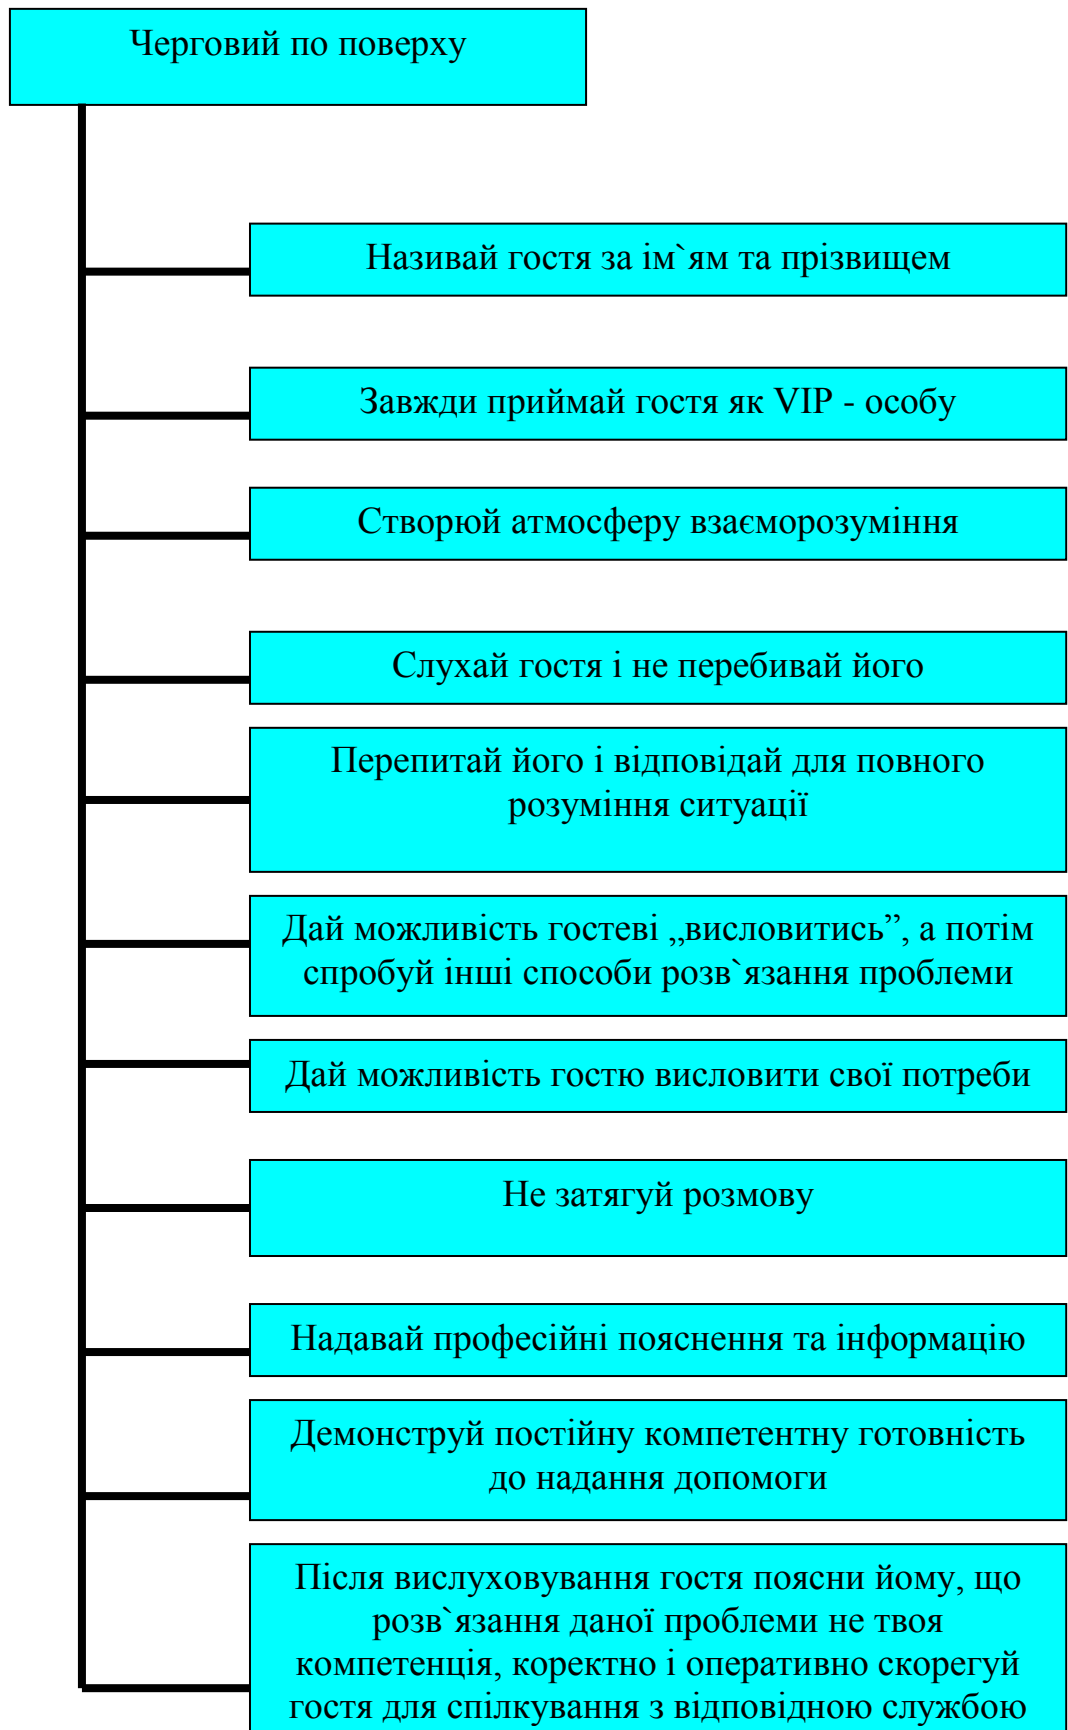 Черговий по поверху
Називай гостя за ім`ям та прізвищем
Завжди приймай гостя як VIP - особу
Створюй атмосферу взаєморозуміння
Слухай гостя і не перебивай його
Перепитай його і відповідай для повного
розуміння ситуації
Дай можливість гостеві „висловитись”, а потім
спробуй інші способи розв`язання проблеми
Дай можливість гостю висловити свої потреби
Не затягуй розмову
Надавай професійні пояснення та інформацію
Демонструй постійну компетентну готовність
до надання допомоги
Після вислуховування гостя поясни йому, що
розв`язання даної проблеми не твоя
компетенція, коректно і оперативно скорегуй
гостя для спілкування з відповідною службою